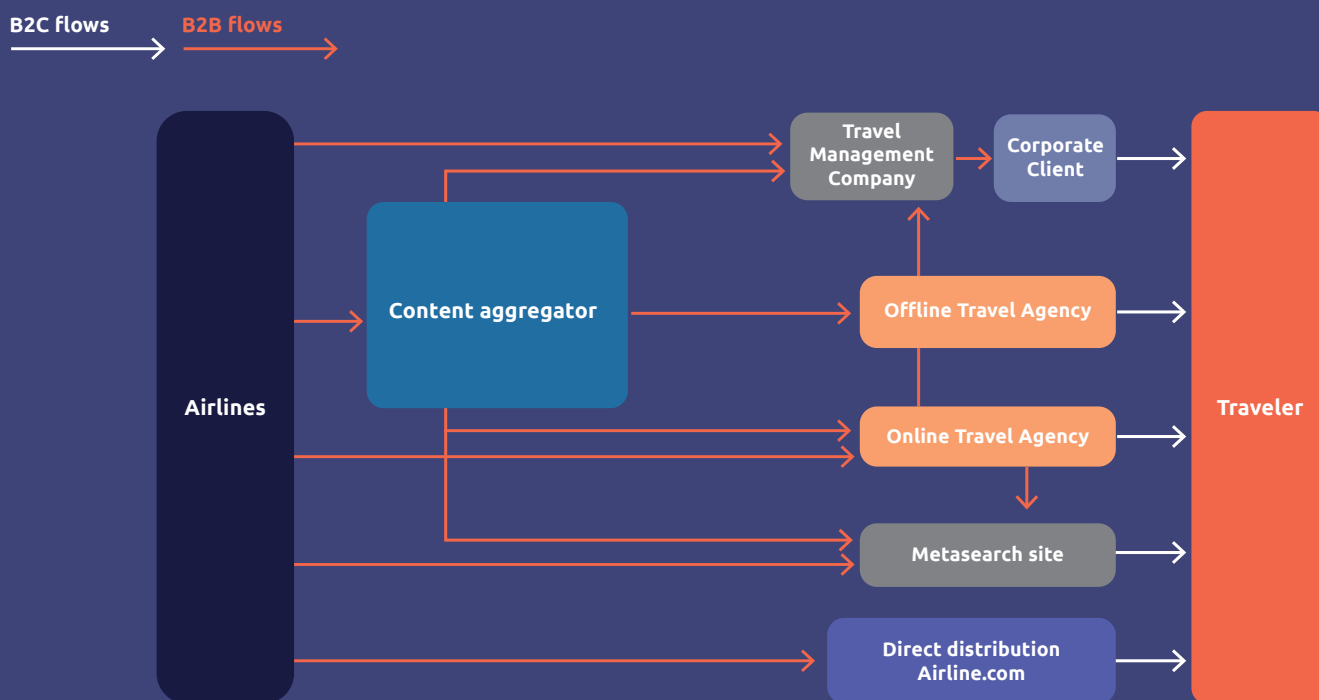 B2C flows
B2B flows
Travel
Management
Company
Corporate
Client
Content aggregator
Offline Travel Agency
Airlines
Traveler
Online Travel Agency
Metasearch site
Direct distribution
Airline.com